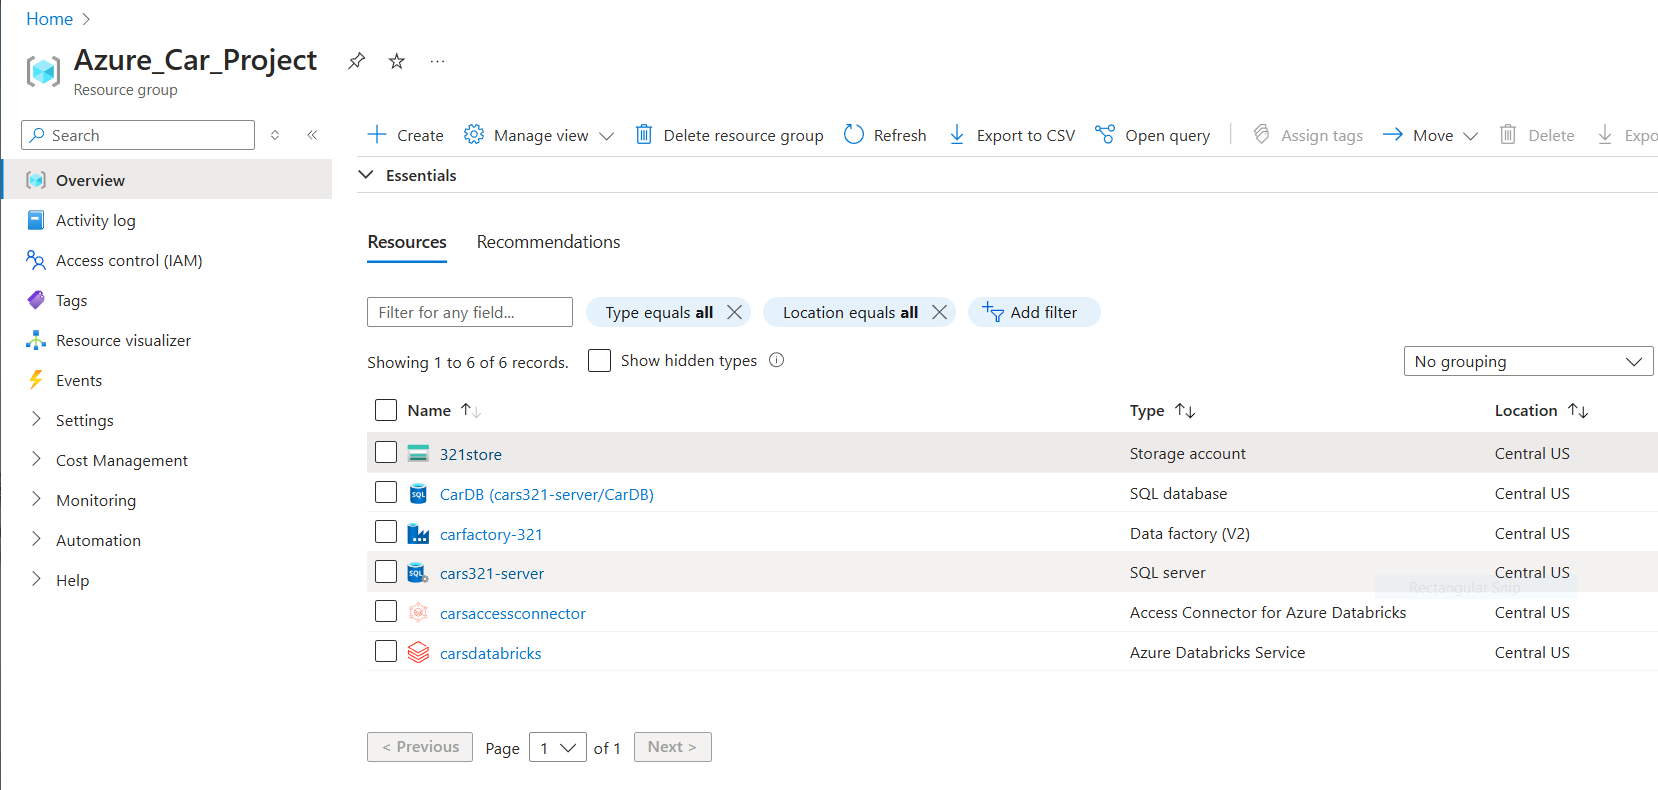 Home
Azure_Car_Project
Resource group
Search
Overview
Activity log
Access control (IAM)
Tags
Resource visualizer
Events
Settings
Cost Management
Monitoring
Automation
Help
Create Manage view Delete resource group Refresh Export to CSV Open query Assign tags Move Delete Expo
Essentials
Resources Recommendations
Filter for any field... Type equals all Location equals all Add filter
Showing 1 to 6 of 6 records. Show hidden types No grouping
Name Type Location
321store Storage account Central US
CarDB (cars321-server/CarDB) SQL database Central US
carfactory-321 Data factory (V2) Central US
cars321-server SQL server Central US
Rectangular Snip
carsaccessconnector Access Connector for Azure Databricks Central US
carsdatabricks Azure Databricks Service Central US
< Previous Page 1 of 1 Next >